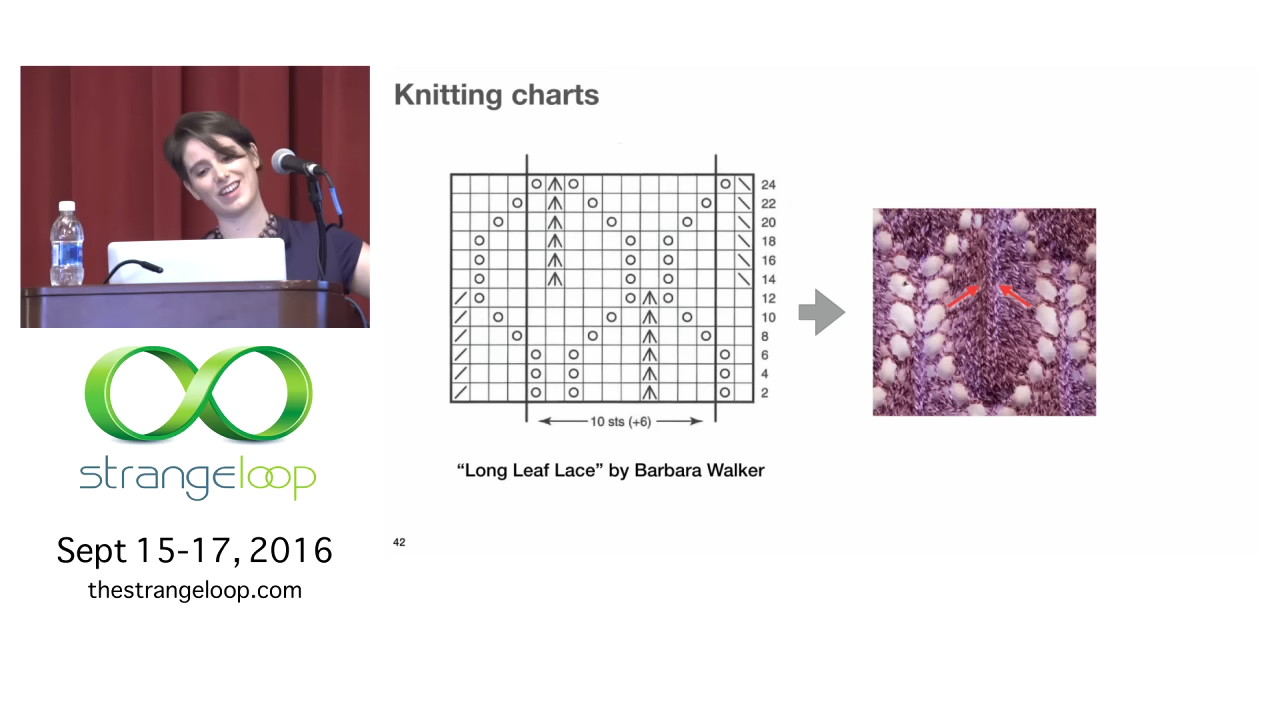 Knitting charts
24
22
20
18
16
14
12
10
8
6
4
2
10 sts (+6)
“Long Leaf Lace” by Barbara Walker
42
strangeloop
Sept 15-17, 2016
thestrangeloop.com